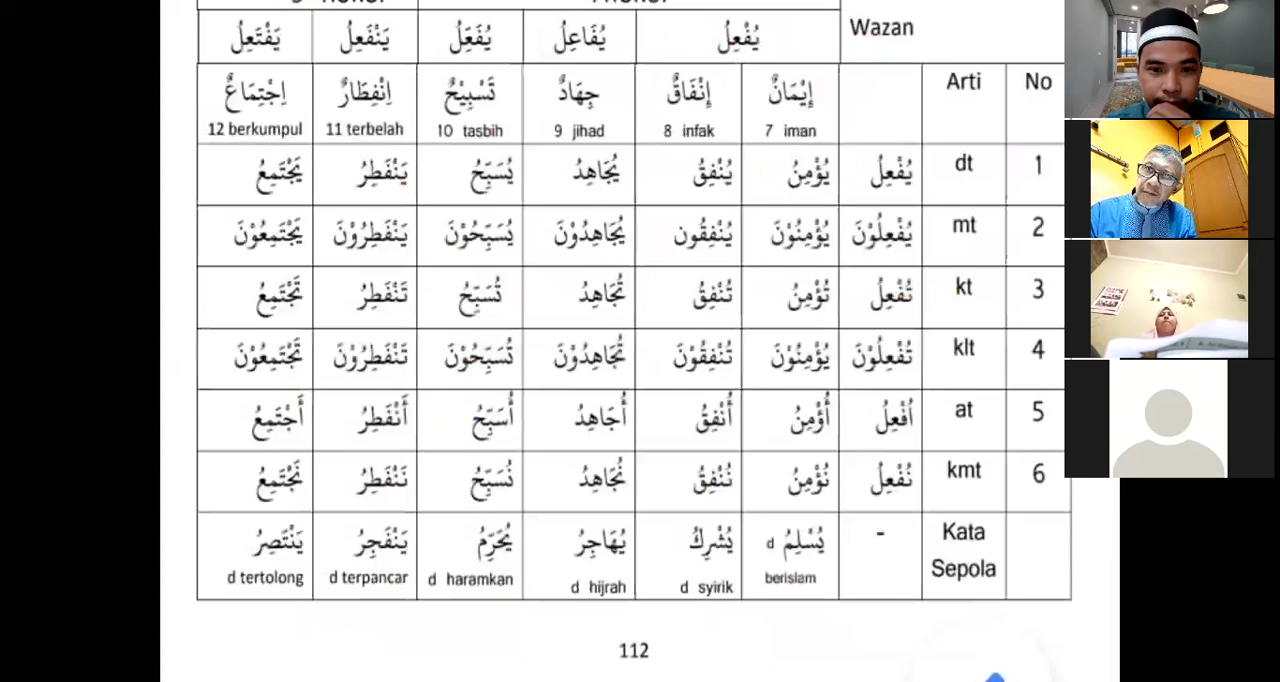 Wazan يُفْعِلُ يُفَاعِلُ يُفَعِّلُ يَنْفَعِلُ يَفْتَعِلُ
No Arti إِيْمَانٌ إِنْفَاقٌ جِهَادٌ تَسْبِيْحٌ اِنْفِطَارٌ اِجْتِمَاعٌ
7 iman 8 infak 9 jihad 10 tasbih 11 terbelah 12 berkumpul
1 dt يُفْعِلُ يُؤْمِنُ يُنْفِقُ يُجَاهِدُ يُسَبِّحُ يَنْفَطِرُ يَجْتَمِعُ
2 mt يُفْعِلُوْنَ يُؤْمِنُوْنَ يُنْفِقُون يُجَاهِدُوْنَ يُسَبِّحُوْنَ يَنْفَطِرُوْنَ يَجْتَمِعُوْنَ
3 kt تُفْعِلُ تُؤْمِنُ تُنْفِقُ تُجَاهِدُ تُسَبِّحُ تَنْفَطِرُ تَجْتَمِعُ
4 klt تُفْعِلُوْنَ يُؤْمِنُوْنَ تُنْفِقُوْنَ تُجَاهِدُوْنَ تُسَبِّحُوْنَ تَنْفَطِرُوْنَ تَجْتَمِعُوْنَ
5 at اُفْعِلُ أُؤْمِنُ أُنْفِقُ أُجَاهِدُ أُسَبِّحُ أَنْفَطِرُ أَجْتَمِعُ
6 kmt نُفْعِلُ نُؤْمِنُ نُنْفِقُ نُجَاهِدُ نُسَبِّحُ نَنْفَطِرُ نَجْتَمِعُ
Kata Sepola - يُسْلِمُ d يُشْرِكُ يُهَاجِرُ يُحَرِّمُ يَنْفَجِرُ يَنْتَصِرُ
berislam d syirik d hijrah d haramkan d terpancar d tertolong
112